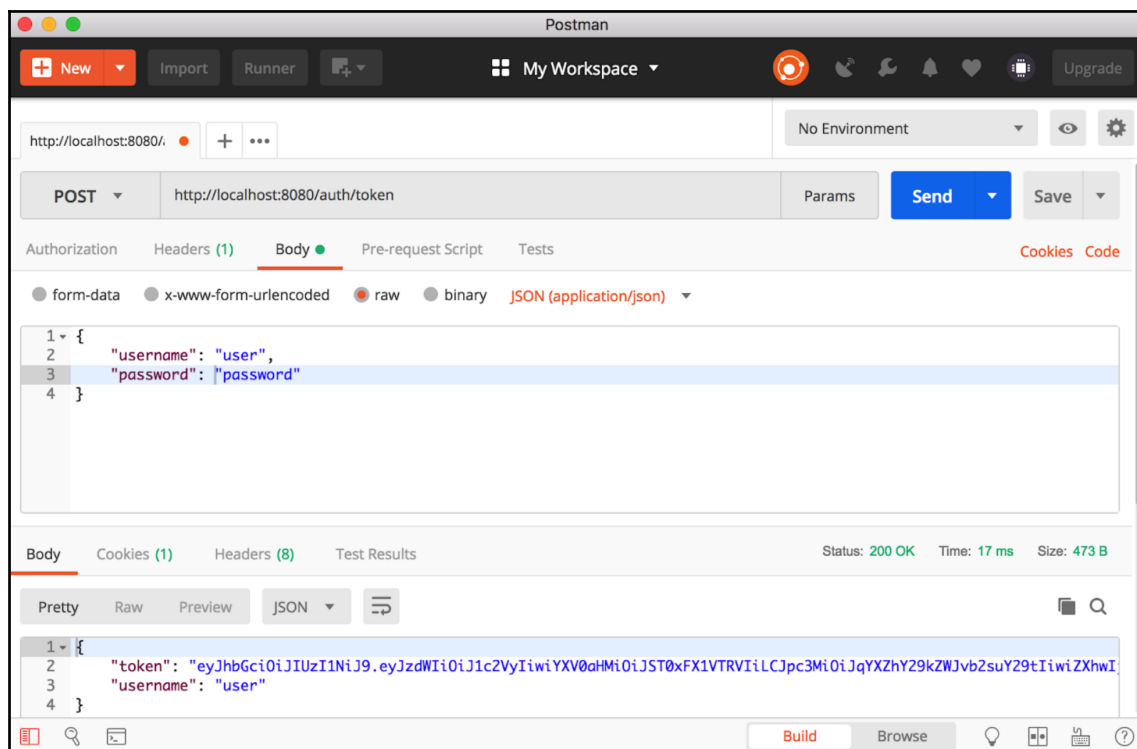 Postman
New Import Runner My Workspace Upgrade
http://localhost:8080/a No Environment
POST http://localhost:8080/auth/token Params Send Save
Authorization Headers (1) Body Pre-request Script Tests Cookies Code
form-data x-www-form-urlencoded raw binary JSON (application/json)
1 {
2 "username": "user",
3 "password": "password"
4 }
Body Cookies (1) Headers (8) Test Results Status: 200 OK Time: 17 ms Size: 473 B
Pretty Raw Preview JSON
1 {
2 "token": "eyJhbGciOiJIUzI1NiJ9.eyJzdWIiOiJ1c2VyIiwiYXV0aHMiOiJST0xFX1VTRVIiLCJpc3MiOiJqYXZhY29kZWJvb2suY29tIiwiZXhwI
3 "username": "user"
4 }
Build Browse